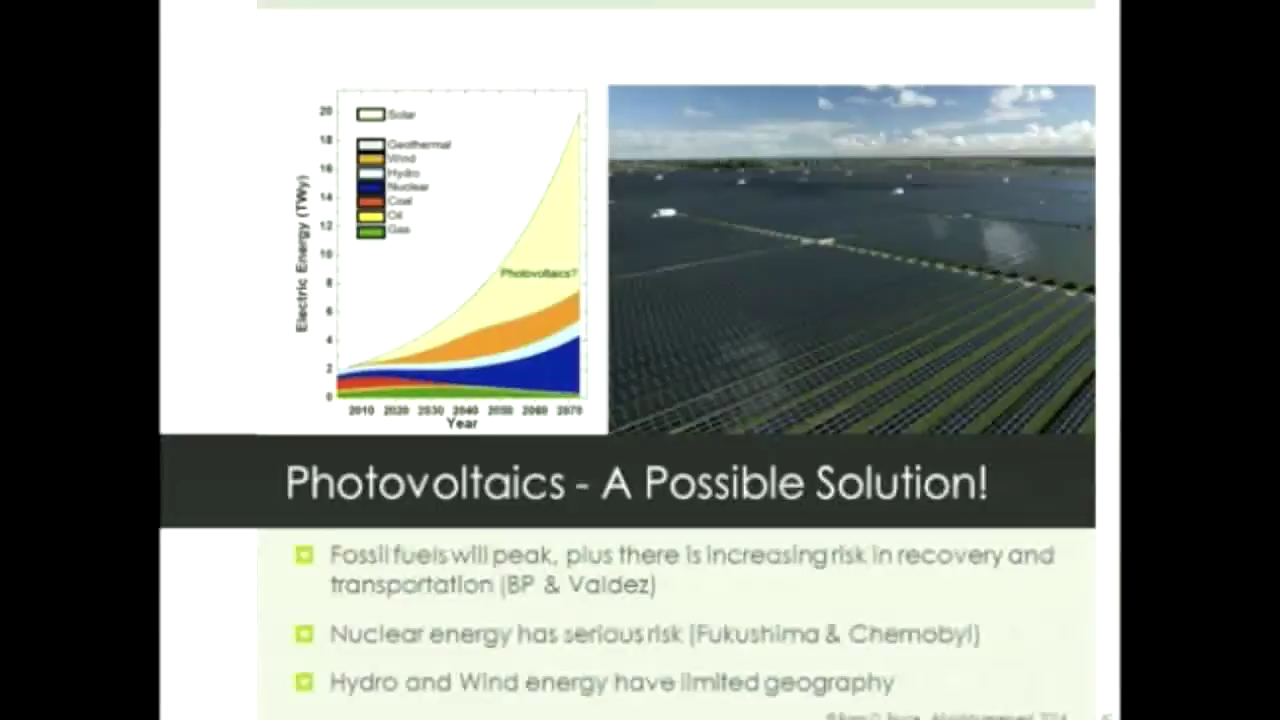 20
18
16
14
12
10
8
6
4
2
0
Electric Energy (TWy)
Solar
Geothermal
Wind
Hydro
Nuclear
Coal
Oil
Gas
Photovoltaics?
2010 2020 2030 2040 2050 2060 2070
Year
Photovoltaics - A Possible Solution!
Fossil fuels will peak, plus there is increasing risk in recovery and
transportation (BP & Valdez)
Nuclear energy has serious risk (Fukushima & Chernobyl)
Hydro and Wind energy have limited geography